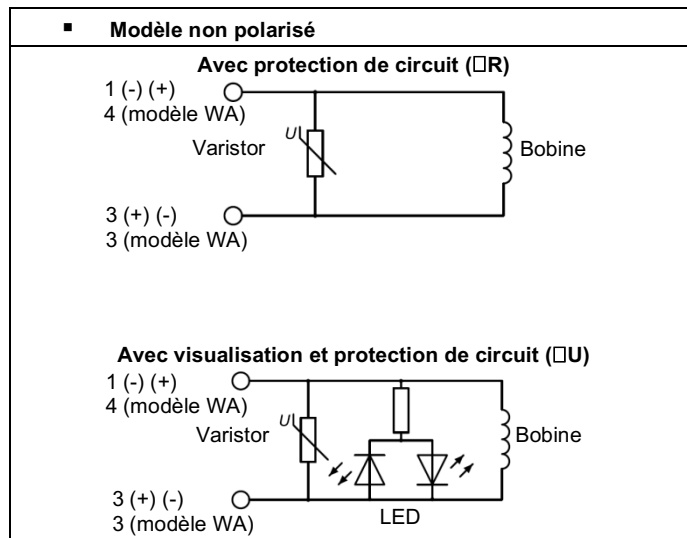 ▪ Modèle non polarisé
Avec protection de circuit (□R)
1 (-) (+)
4 (modèle WA)
Varistor
U
Bobine
3 (+) (-)
3 (modèle WA)
Avec visualisation et protection de circuit (□U)
1 (-) (+)
4 (modèle WA)
Varistor
U
Bobine
3 (+) (-)
3 (modèle WA)
LED